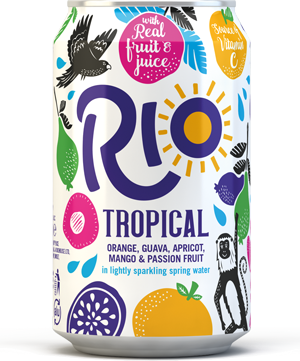 with
Real
fruit &
juice
Source of
Vitamin
C
RIO
TROPICAL
ORANGE, GUAVA, APRICOT,
MANGO & PASSION FRUIT
in lightly sparkling spring water